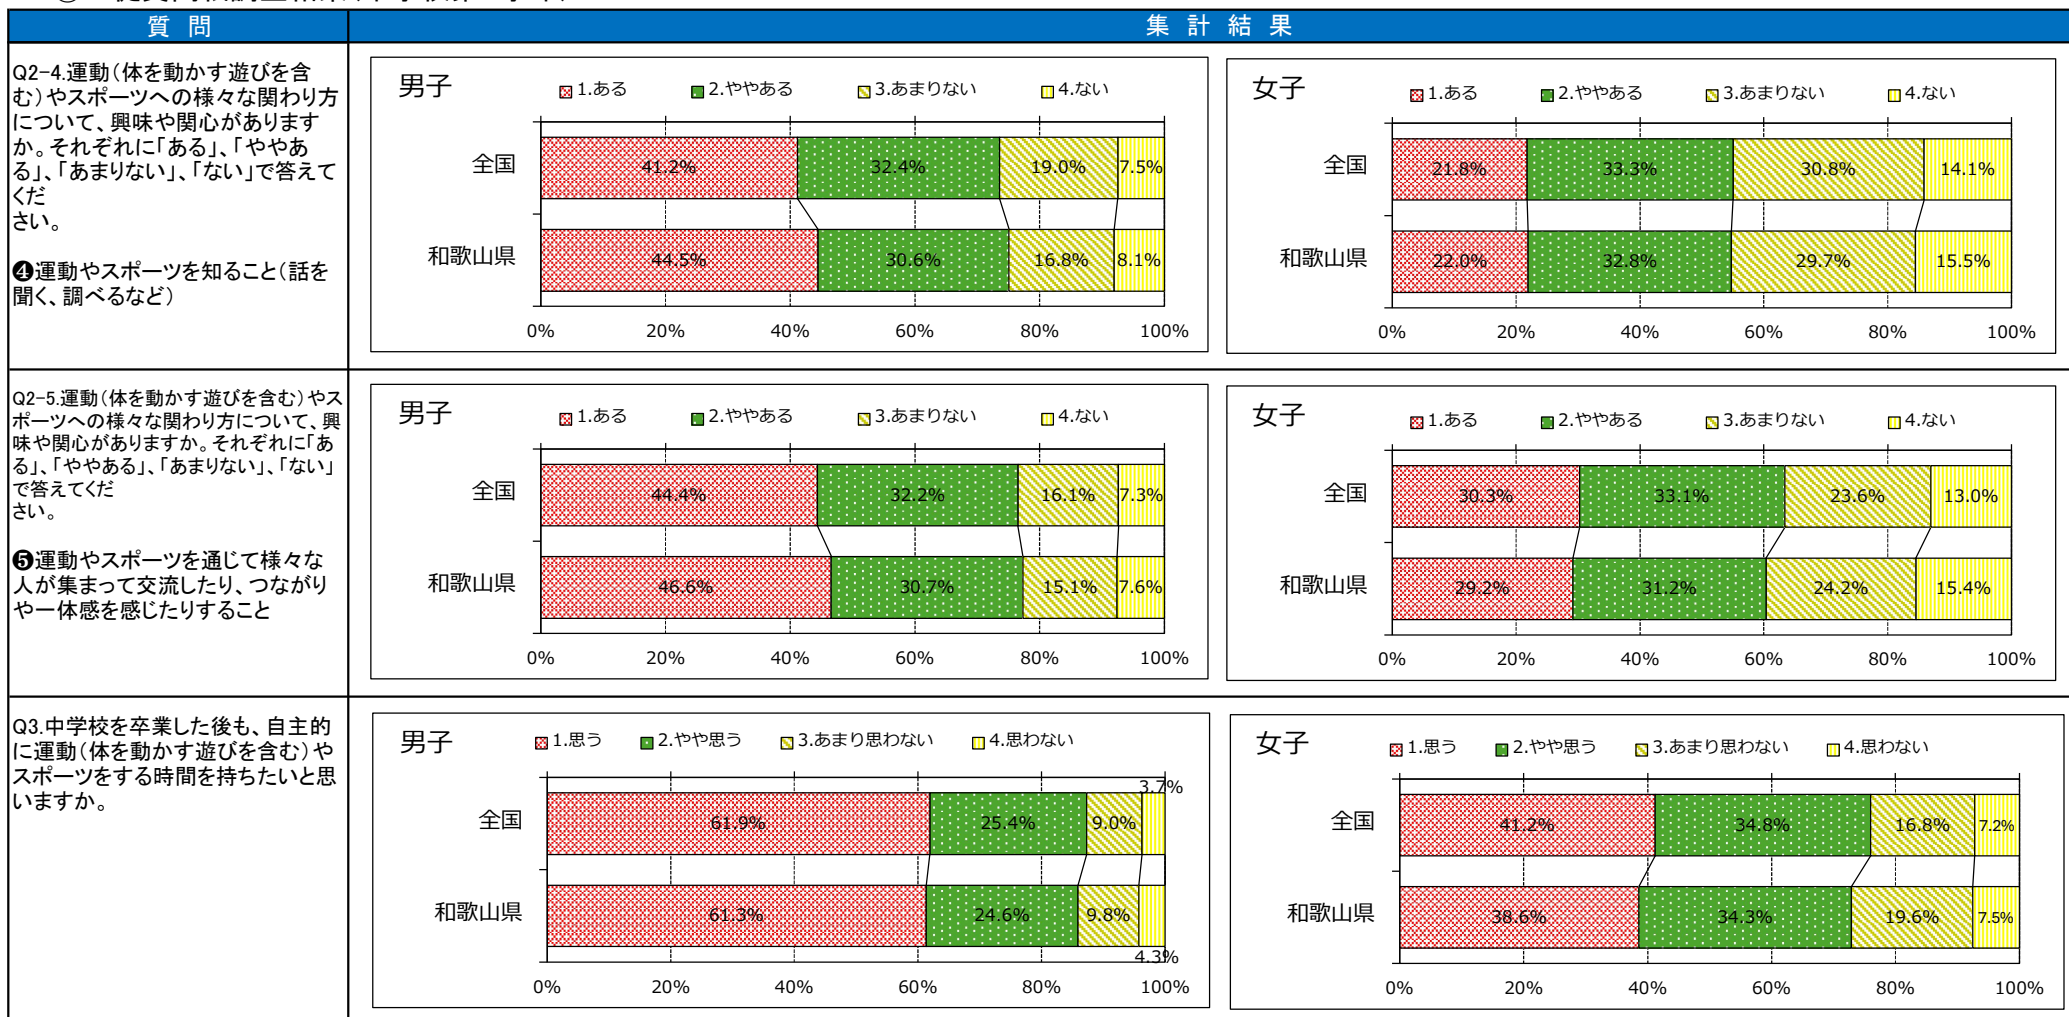 質 問
集 計 結 果
Q2-4.運動(体を動かす遊びを含
む)やスポーツへの様々な関わり方
について、興味や関心があります
か。それぞれに「ある」、「ややあ
る」、「あまりない」、「ない」で答えて
くだ
さい。
❹運動やスポーツを知ること(話を
聞く、調べるなど)
男子
1.ある 2.ややある 3.あまりない 4.ない
全国 41.2% 32.4% 19.0% 7.5%
和歌山県 44.5% 30.6% 16.8% 8.1%
0% 20% 40% 60% 80% 100%
女子
1.ある 2.ややある 3.あまりない 4.ない
全国 21.8% 33.3% 30.8% 14.1%
和歌山県 22.0% 32.8% 29.7% 15.5%
0% 20% 40% 60% 80% 100%
Q2-5.運動(体を動かす遊びを含む)やス
ポーツへの様々な関わり方について、興
味や関心がありますか。それぞれに「あ
る」、「ややある」、「あまりない」、「ない」
で答えてくだ
さい。
❺運動やスポーツを通じて様々な
人が集まって交流したり、つながり
や一体感を感じたりすること
男子
1.ある 2.ややある 3.あまりない 4.ない
全国 44.4% 32.2% 16.1% 7.3%
和歌山県 46.6% 30.7% 15.1% 7.6%
0% 20% 40% 60% 80% 100%
女子
1.ある 2.ややある 3.あまりない 4.ない
全国 30.3% 33.1% 23.6% 13.0%
和歌山県 29.2% 31.2% 24.2% 15.4%
0% 20% 40% 60% 80% 100%
Q3.中学校を卒業した後も、自主的
に運動(体を動かす遊びを含む)や
スポーツをする時間を持ちたいと思
いますか。
男子
1.思う 2.やや思う 3.あまり思わない 4.思わない
全国 61.9% 25.4% 9.0% 3.7%
和歌山県 61.3% 24.6% 9.8% 4.3%
0% 20% 40% 60% 80% 100%
女子
1.思う 2.やや思う 3.あまり思わない 4.思わない
全国 41.2% 34.8% 16.8% 7.2%
和歌山県 38.6% 34.3% 19.6% 7.5%
0% 20% 40% 60% 80% 100%